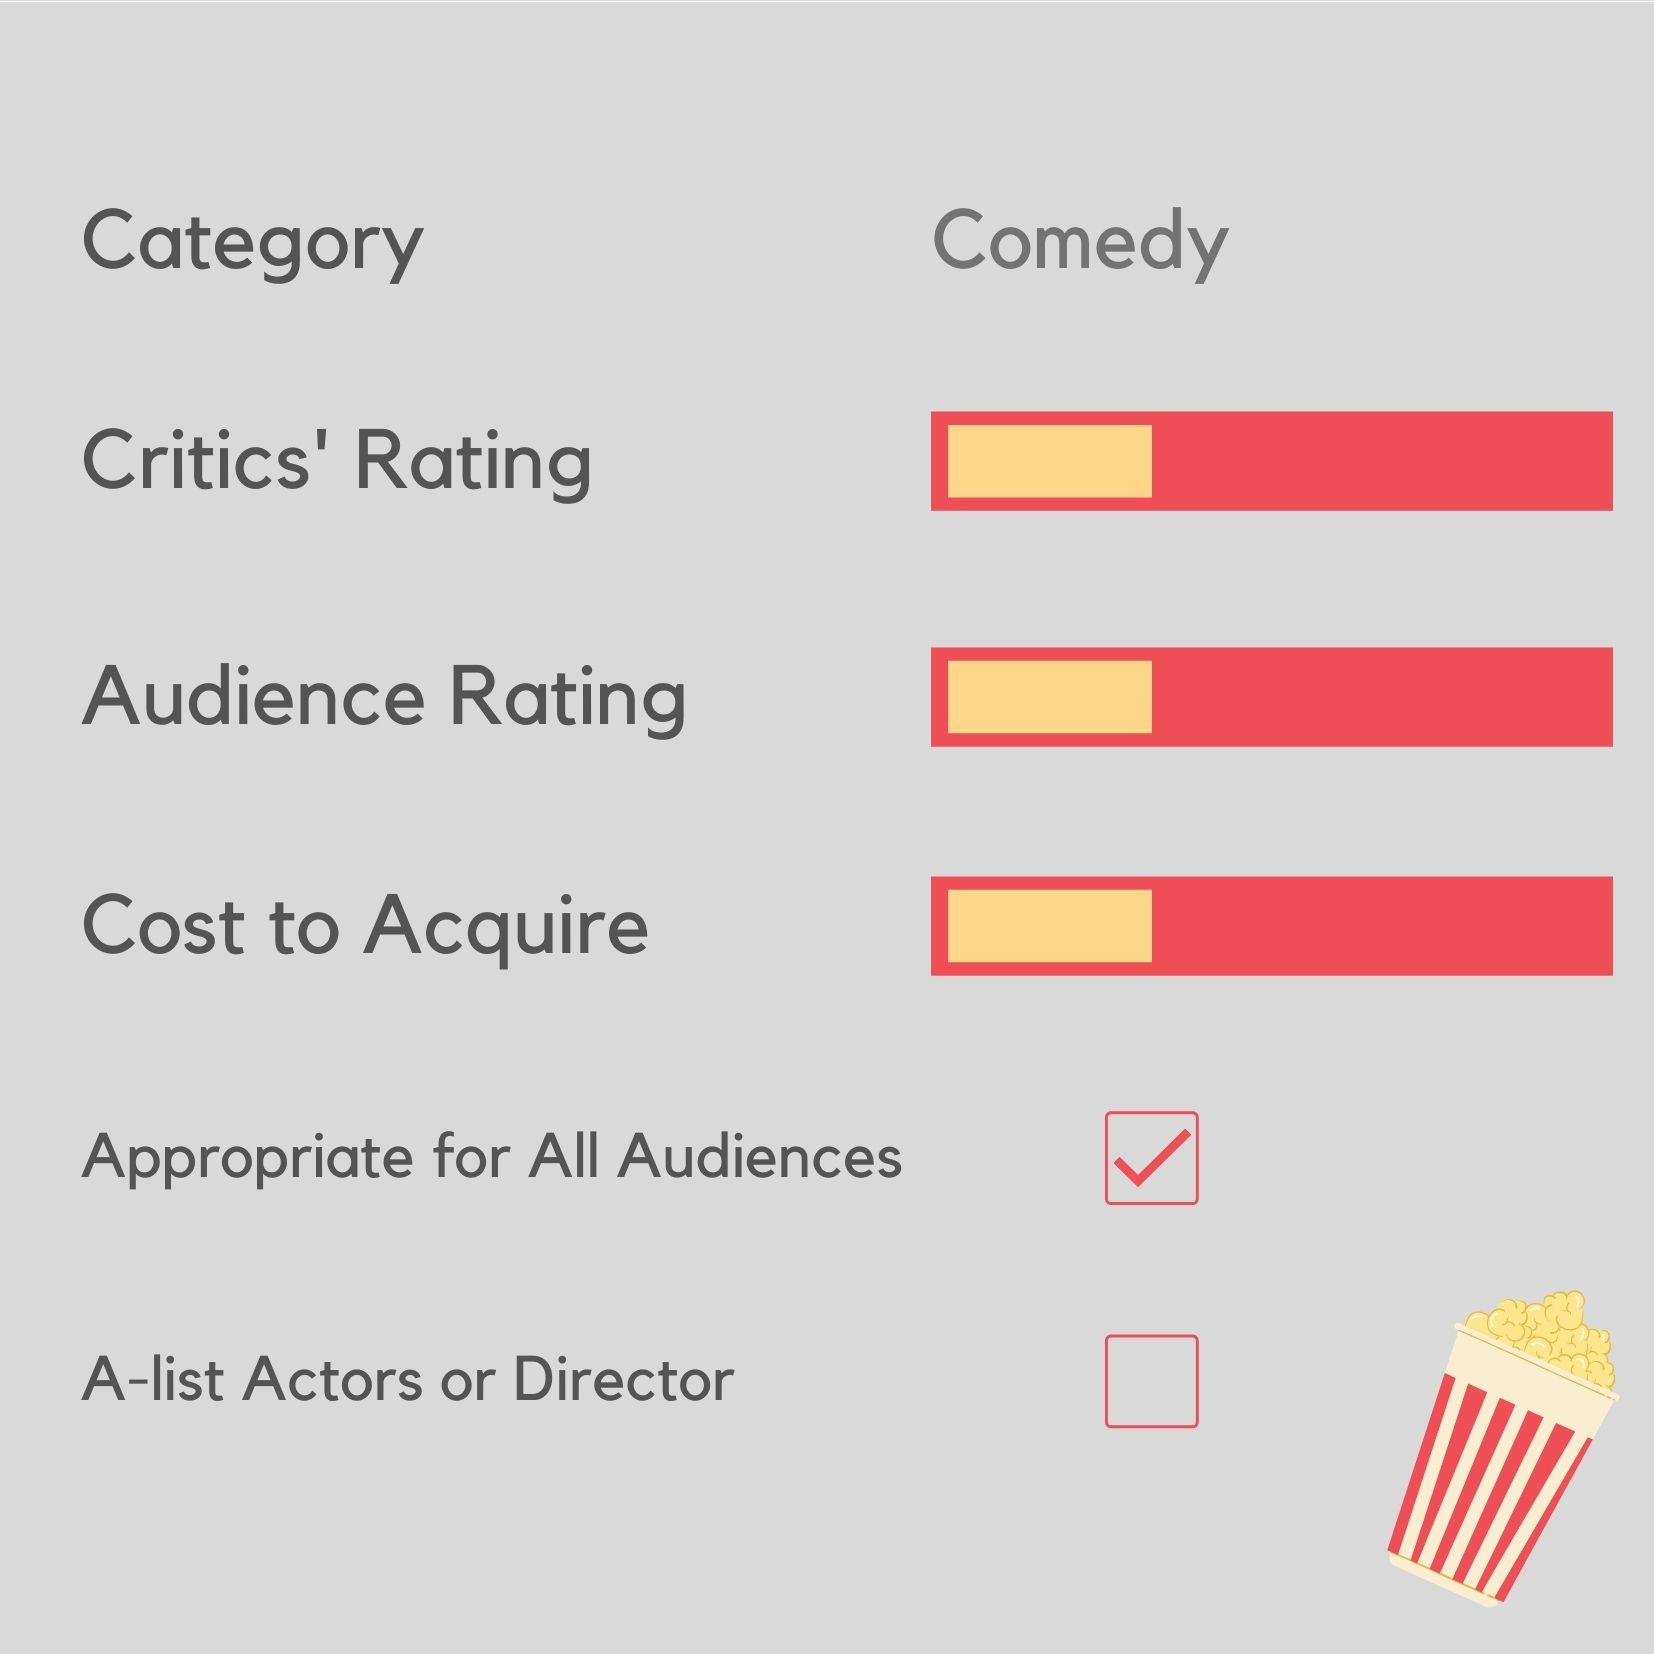 Category Comedy
Critics' Rating
Audience Rating
Cost to Acquire
Appropriate for All Audiences
A-list Actors or Director